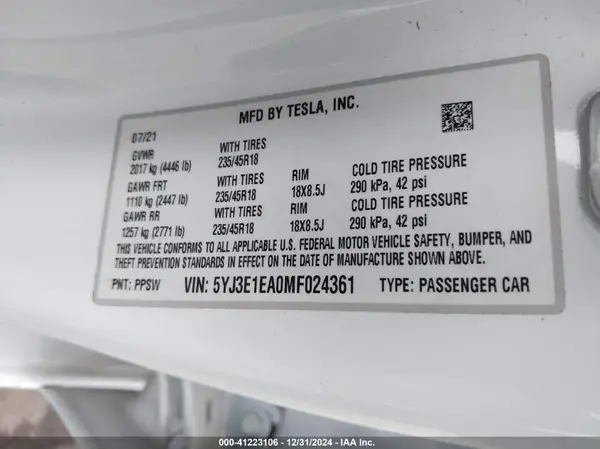 MFD BY TESLA, INC.
07/21
GVWR WITH TIRES
2017 kg (4446 lb) 235/45R18
GAWR FRT WITH TIRES RIM COLD TIRE PRESSURE
1110 kg (2447 lb) 235/45R18 18X8.5J 290 kPa, 42 psi
GAWR RR WITH TIRES RIM COLD TIRE PRESSURE
1257 kg (2771 lb) 235/45R18 18X8.5J 290 kPa, 42 psi
THIS VEHICLE CONFORMS TO ALL APPLICABLE U.S. FEDERAL MOTOR VEHICLE SAFETY, BUMPER, AND
THEFT PREVENTION STANDARDS IN EFFECT ON THE DATE OF MANUFACTURE SHOWN ABOVE.
PNT: PPSW VIN: 5YJ3E1EA0MF024361 TYPE: PASSENGER CAR
000-41223106 - 12/31/2024 - IAA Inc.